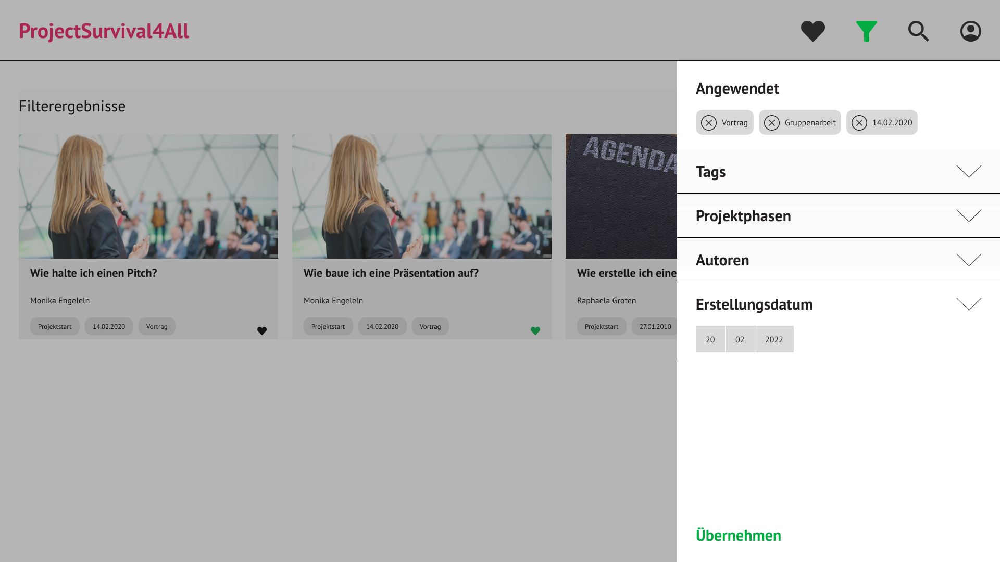 ProjectSurvival4All
Filterergebnisse
AGENDA
Wie halte ich einen Pitch?
Monika Engeleln
Projektstart 14.02.2020 Vortrag
Wie baue ich eine Präsentation auf?
Monika Engeleln
Projektstart 14.02.2020 Vortrag
Wie erstelle ich eine
Raphaela Groten
Projektstart 27.01.2010
Angewendet
Vortrag Gruppenarbeit 14.02.2020
Tags
Projektphasen
Autoren
Erstellungsdatum
20 02 2022
Übernehmen